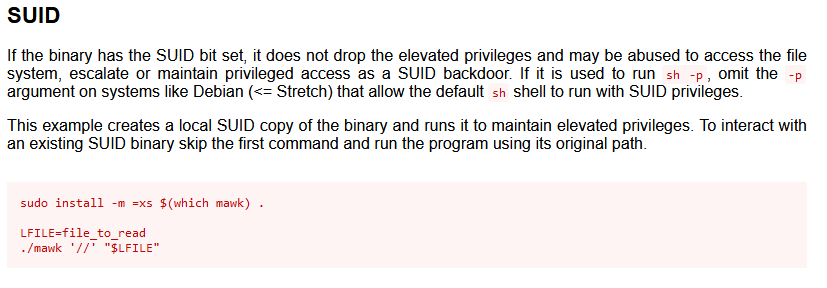 SUID
If the binary has the SUID bit set, it does not drop the elevated privileges and may be abused to access the file
system, escalate or maintain privileged access as a SUID backdoor. If it is used to run sh -p, omit the -p
argument on systems like Debian (<= Stretch) that allow the default sh shell to run with SUID privileges.
This example creates a local SUID copy of the binary and runs it to maintain elevated privileges. To interact with
an existing SUID binary skip the first command and run the program using its original path.
sudo install -m =xs $(which mawk) .
LFILE=file_to_read
./mawk '//' "$LFILE"